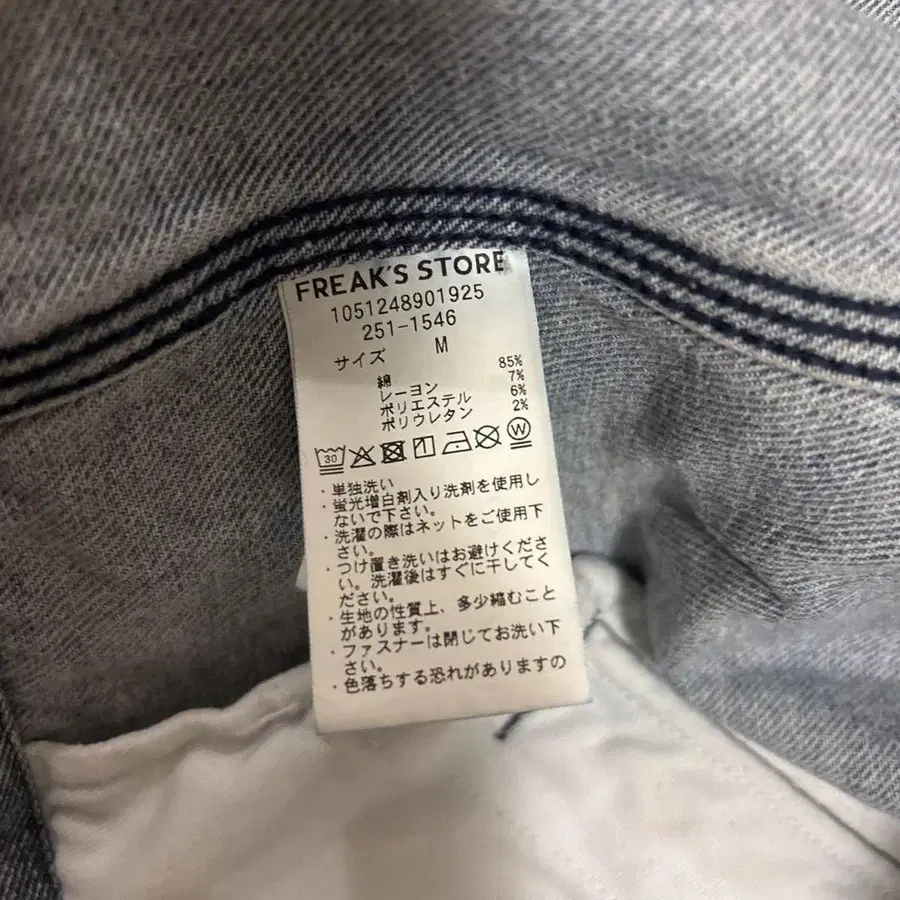 FREAK'S STORE
1051248901925
251-1546
サイズ M
綿 85%
レーヨン 7%
ポリエステル 6%
ポリウレタン 2%
30 W
・単独洗い
・蛍光増白剤入り洗剤を使用し
ないで下さい。
・洗濯の際はネットをご使用下
さい。
・つけ置き洗いはお避けくださ
い。洗濯後はすぐに干してく
ださい。
・生地の性質上、多少縮むこと
があります。
・ファスナーは閉じてお洗い下
さい。
・色落ちする恐れがありますの